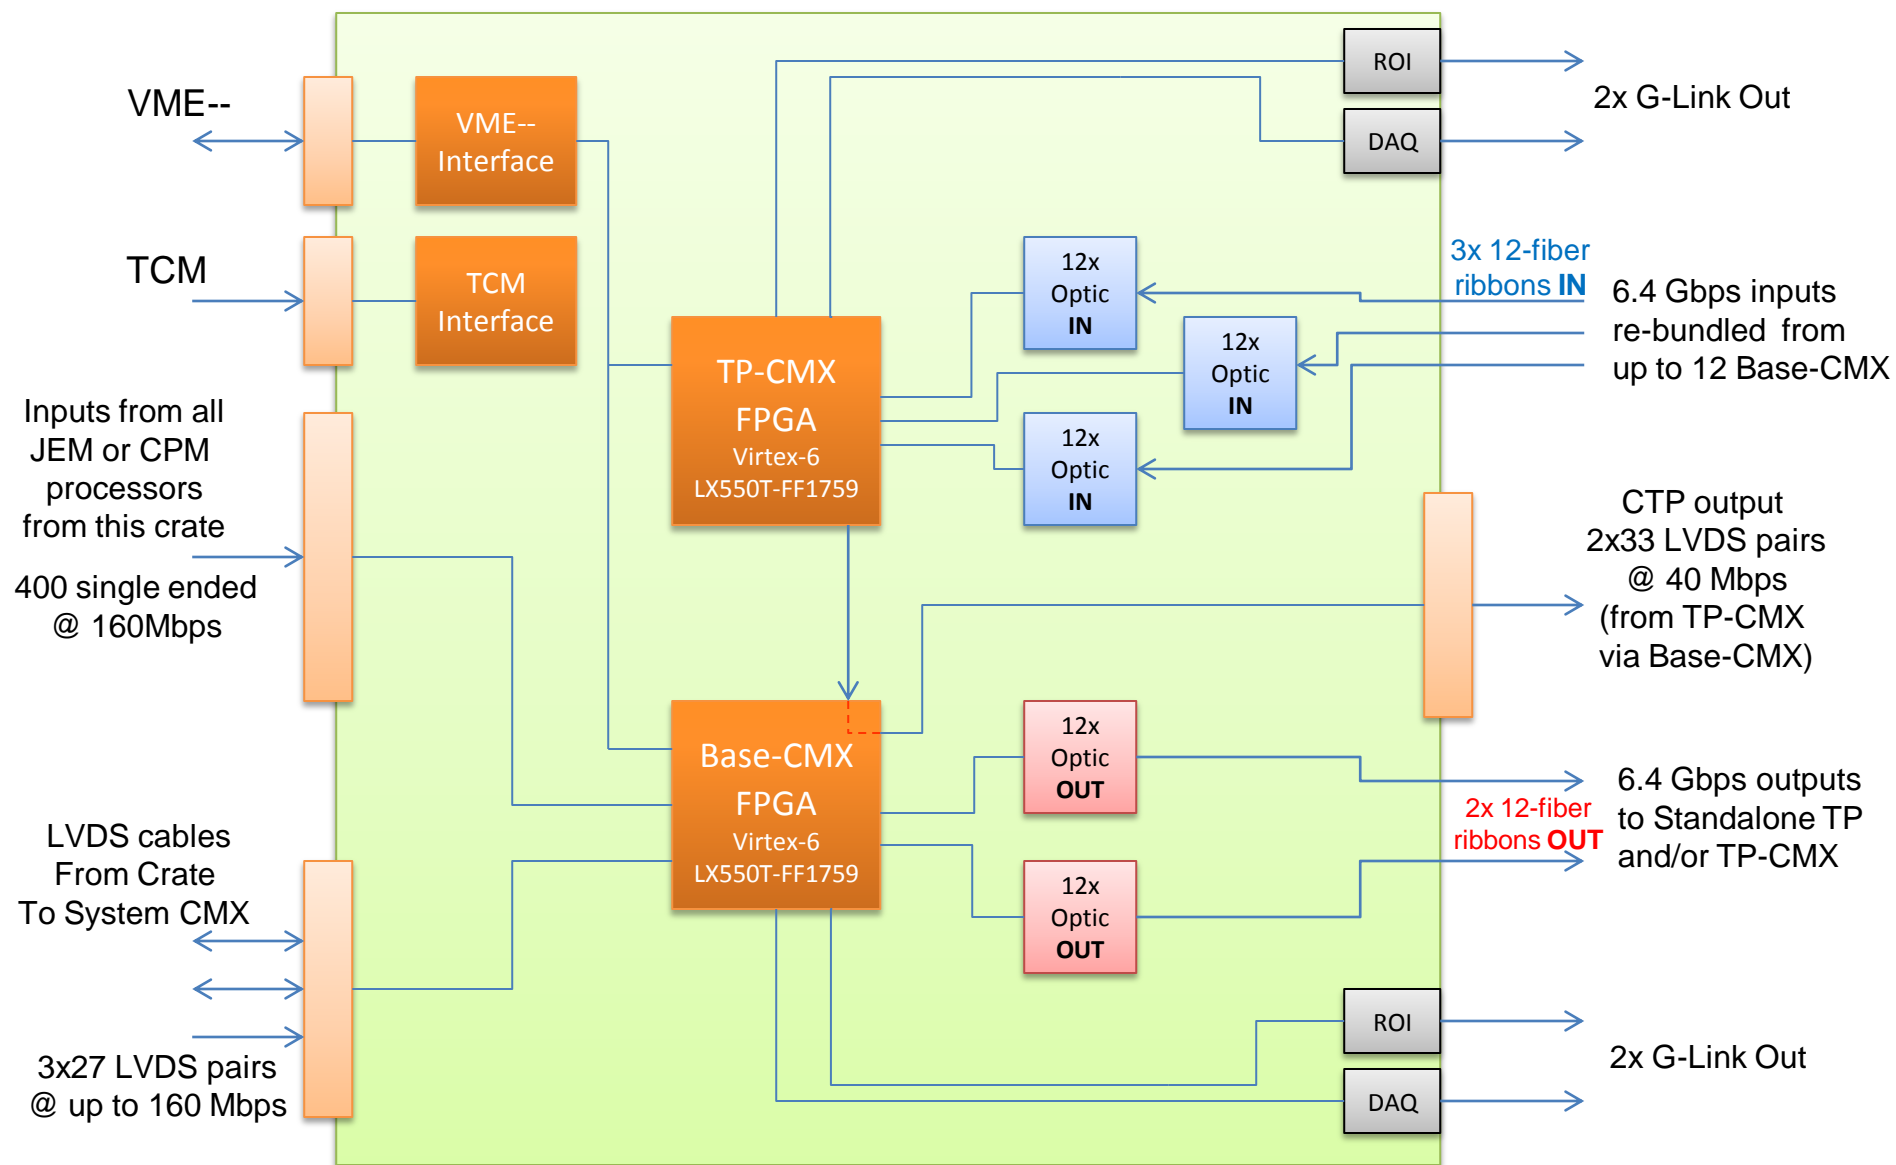 VME--
VME--
Interface
TCM
TCM
Interface
Inputs from all
JEM or CPM
processors
from this crate
400 single ended
@ 160Mbps
LVDS cables
From Crate
To System CMX
3x27 LVDS pairs
@ up to 160 Mbps
TP-CMX
FPGA
Virtex-6
LX550T-FF1759
Base-CMX
FPGA
Virtex-6
LX550T-FF1759
ROI
DAQ
2x G-Link Out
12x
Optic
IN
12x
Optic
IN
12x
Optic
IN
3x 12-fiber
ribbons IN
6.4 Gbps inputs
re-bundled from
up to 12 Base-CMX
CTP output
2x33 LVDS pairs
@ 40 Mbps
(from TP-CMX
via Base-CMX)
12x
Optic
OUT
12x
Optic
OUT
2x 12-fiber
ribbons OUT
6.4 Gbps outputs
to Standalone TP
and/or TP-CMX
ROI
DAQ
2x G-Link Out